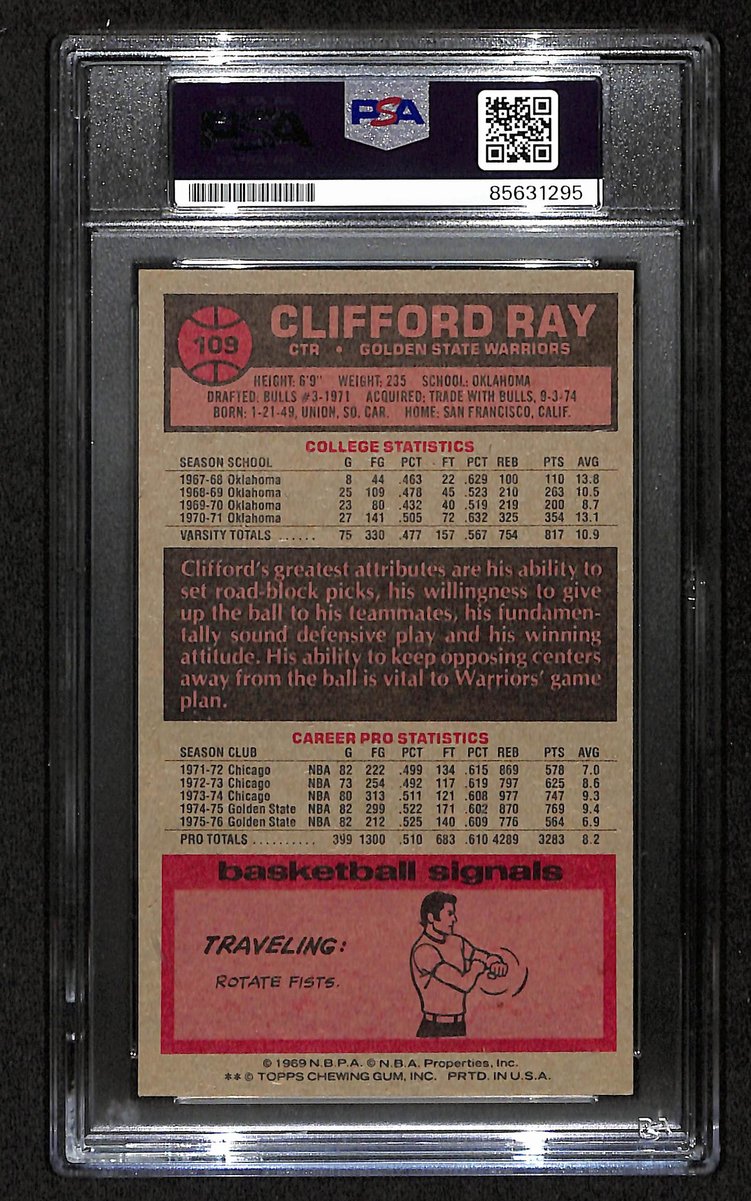 PSA
85631295
109
CLIFFORD RAY
CTR • GOLDEN STATE WARRIORS
HEIGHT: 6'9" WEIGHT: 235 SCHOOL: OKLAHOMA
DRAFTED: BULLS #3-1971 ACQUIRED: TRADE WITH BULLS, 9-3-74
BORN: 1-21-49, UNION, SO. CAR. HOME: SAN FRANCISCO, CALIF.
COLLEGE STATISTICS
SEASON SCHOOL G FG PCT FT PCT REB PTS AVG
1967-68 Oklahoma 8 44 .463 22 .629 100 110 13.8
1968-69 Oklahoma 25 109 .478 45 .523 210 263 10.5
1969-70 Oklahoma 23 80 .432 40 .519 219 200 8.7
1970-71 Oklahoma 27 141 .505 72 .632 325 354 13.1
VARSITY TOTALS ...... 75 330 .477 157 .567 754 817 10.9
Clifford's greatest attributes are his ability to
set road-block picks, his willingness to give
up the ball to his teammates, his fundamen-
tally sound defensive play and his winning
attitude. His ability to keep opposing centers
away from the ball is vital to Warriors' game
plan.
CAREER PRO STATISTICS
SEASON CLUB G FG PCT FT PCT REB PTS AVG
1971-72 Chicago NBA 82 222 .499 134 .615 869 578 7.0
1972-73 Chicago NBA 73 254 .492 117 .619 797 625 8.6
1973-74 Chicago NBA 80 313 .511 121 .608 977 747 9.3
1974-75 Golden State NBA 82 299 .522 171 .602 870 769 9.4
1975-76 Golden State NBA 82 212 .525 140 .609 776 564 6.9
PRO TOTALS .......... 399 1300 .510 683 .610 4289 3283 8.2
basketball signals
TRAVELING:
ROTATE FISTS.
© 1969 N.B.P.A. © N.B.A. Properties, Inc.
** © TOPPS CHEWING GUM, INC. PRTD. IN U.S.A.
PSA